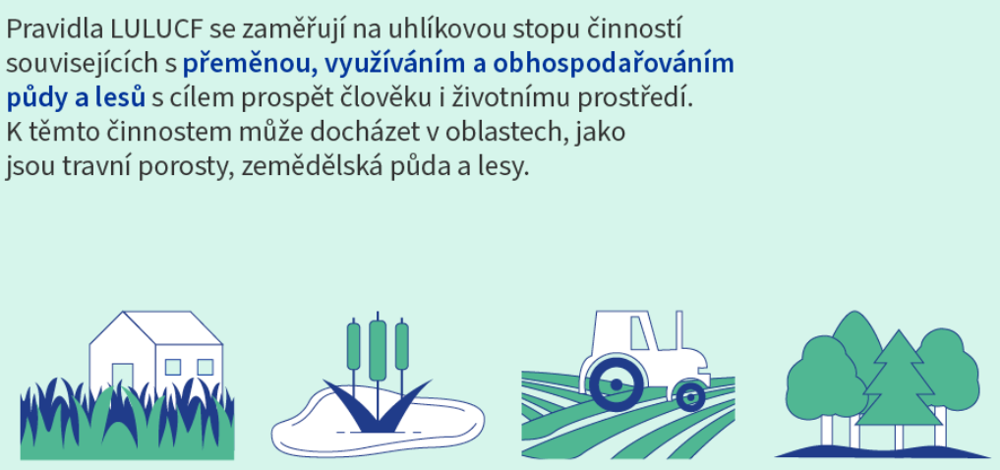 Pravidla LULUCF se zaměřují na uhlíkovou stopu činností
souvisejících s přeměnou, využíváním a obhospodařováním
půdy a lesů s cílem prospět člověku i životnímu prostředí.
K těmto činnostem může docházet v oblastech, jako
jsou travní porosty, zemědělská půda a lesy.